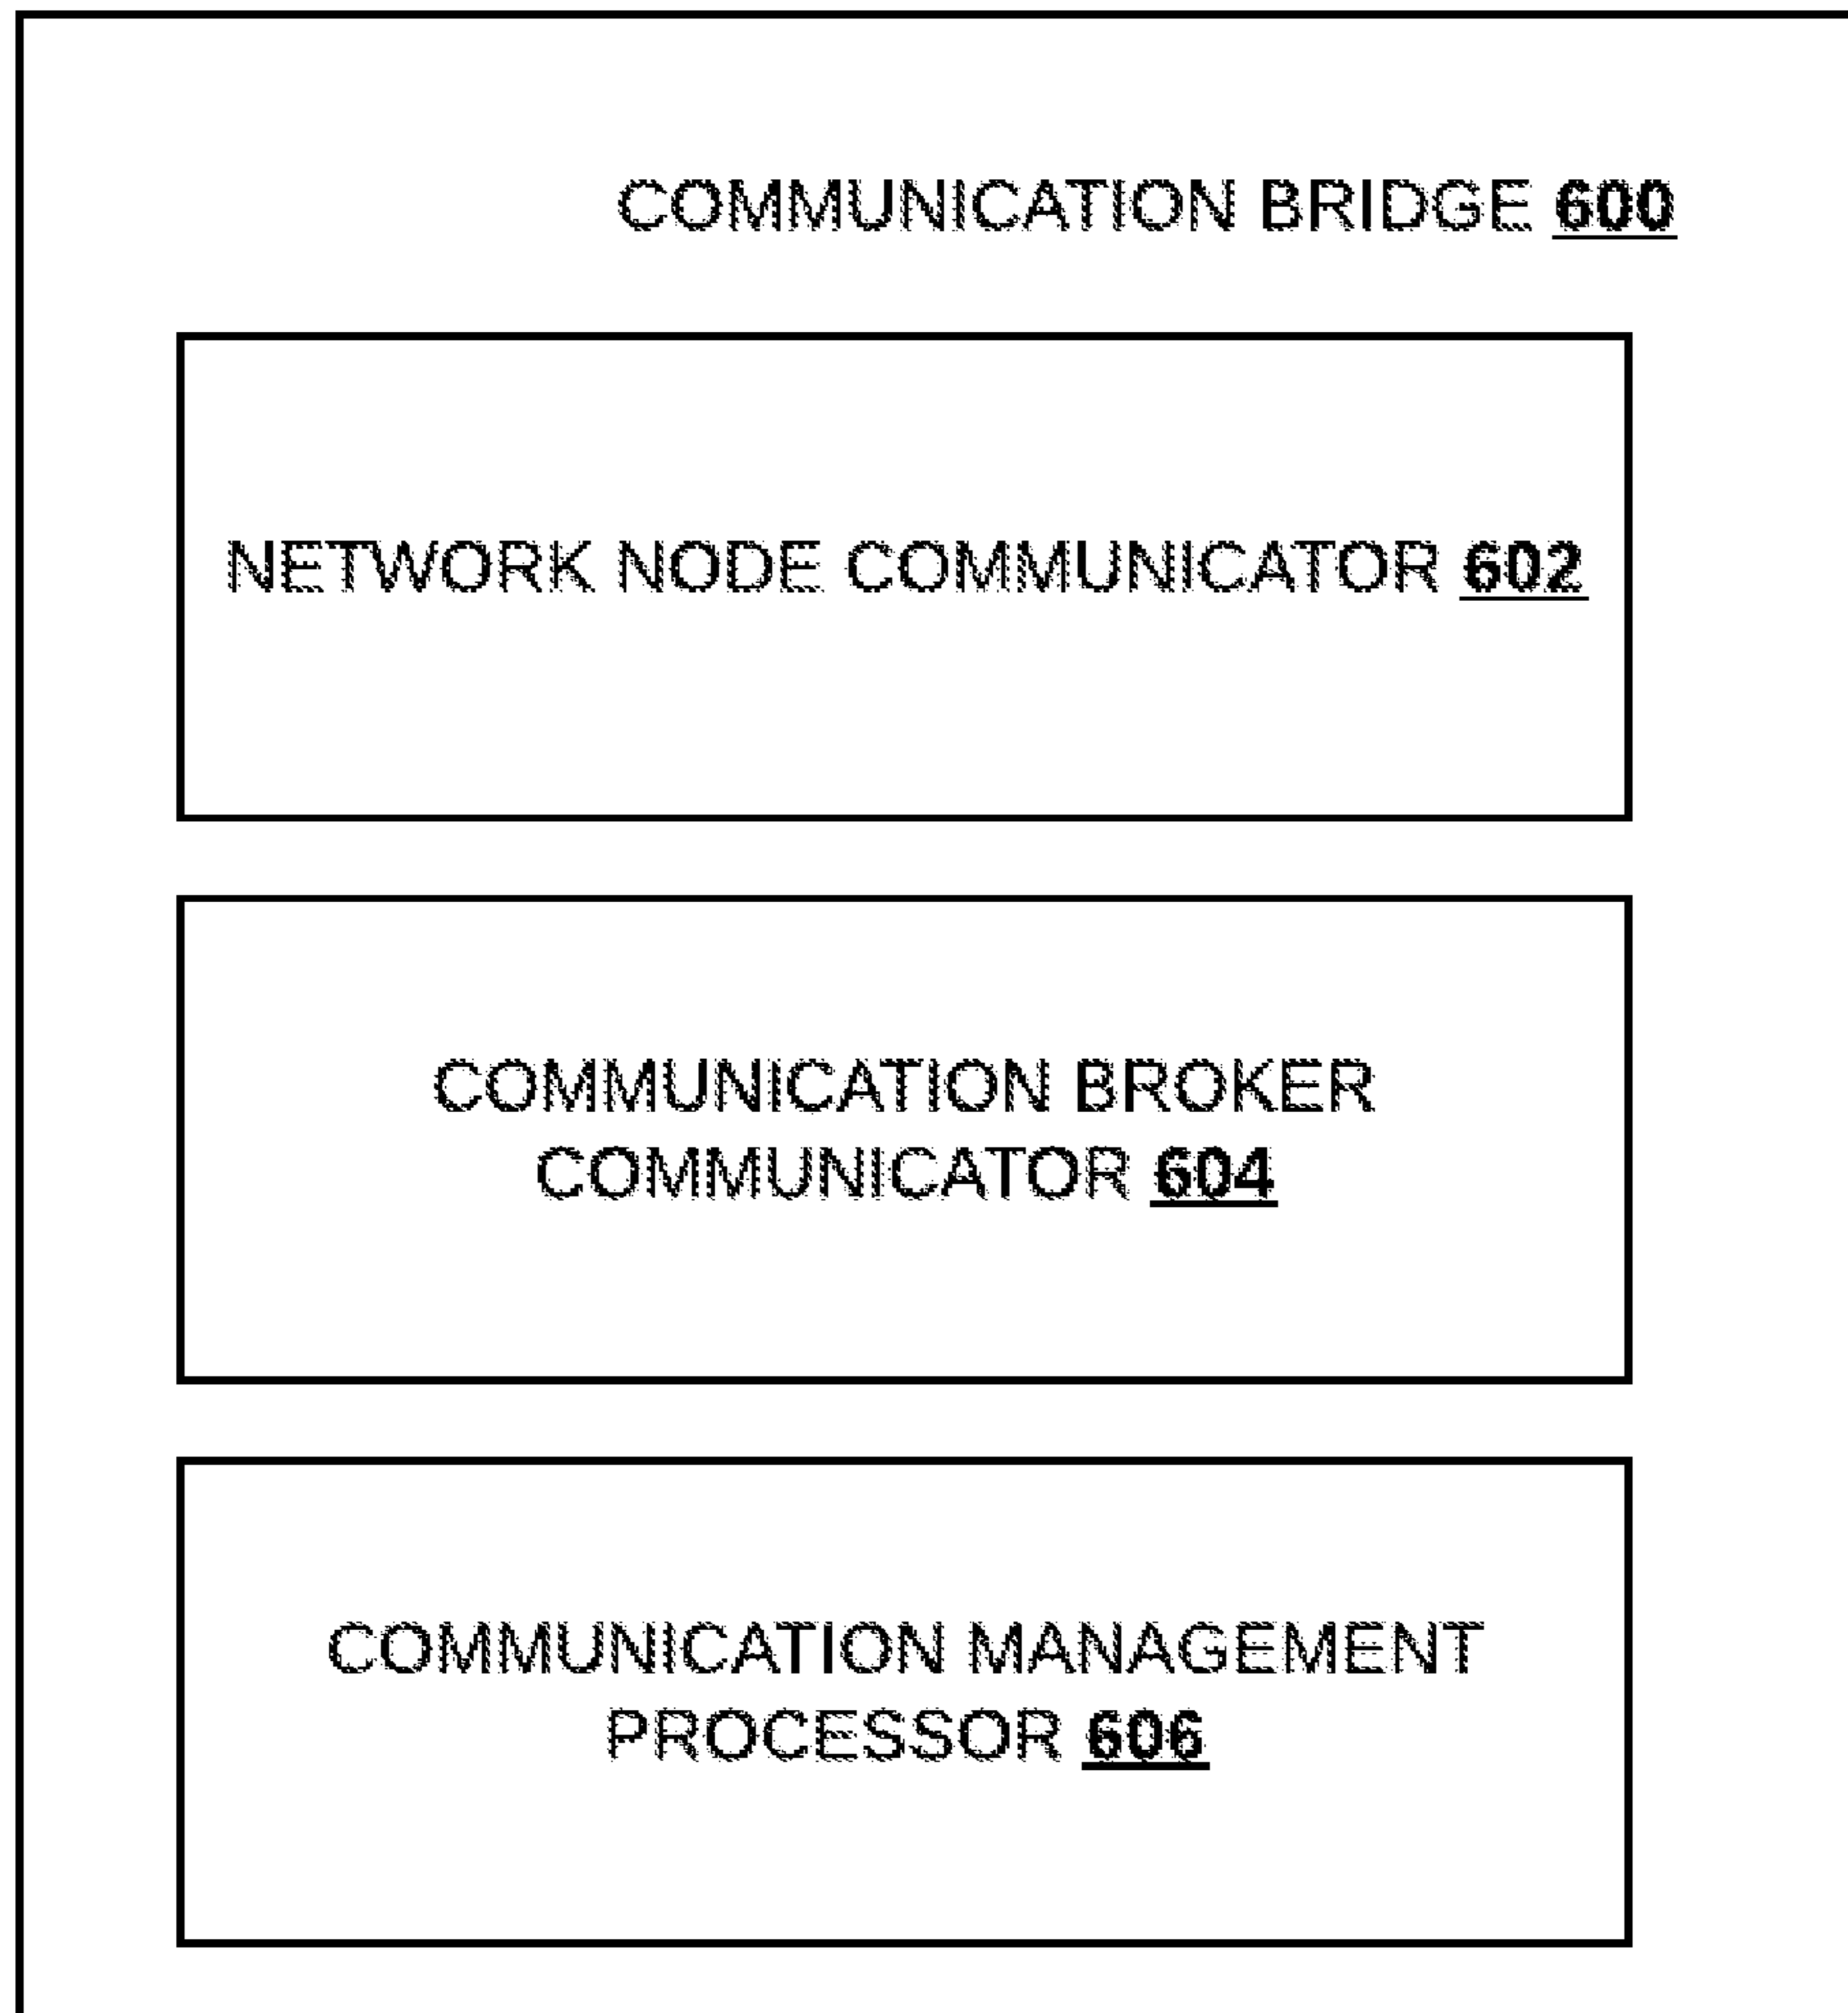 COMMUNICATION BRIDGE 600
NETWORK NODE COMMUNICATOR 602
COMMUNICATION BROKER
COMMUNICATOR 604
COMMUNICATION MANAGEMENT
PROCESSOR 606